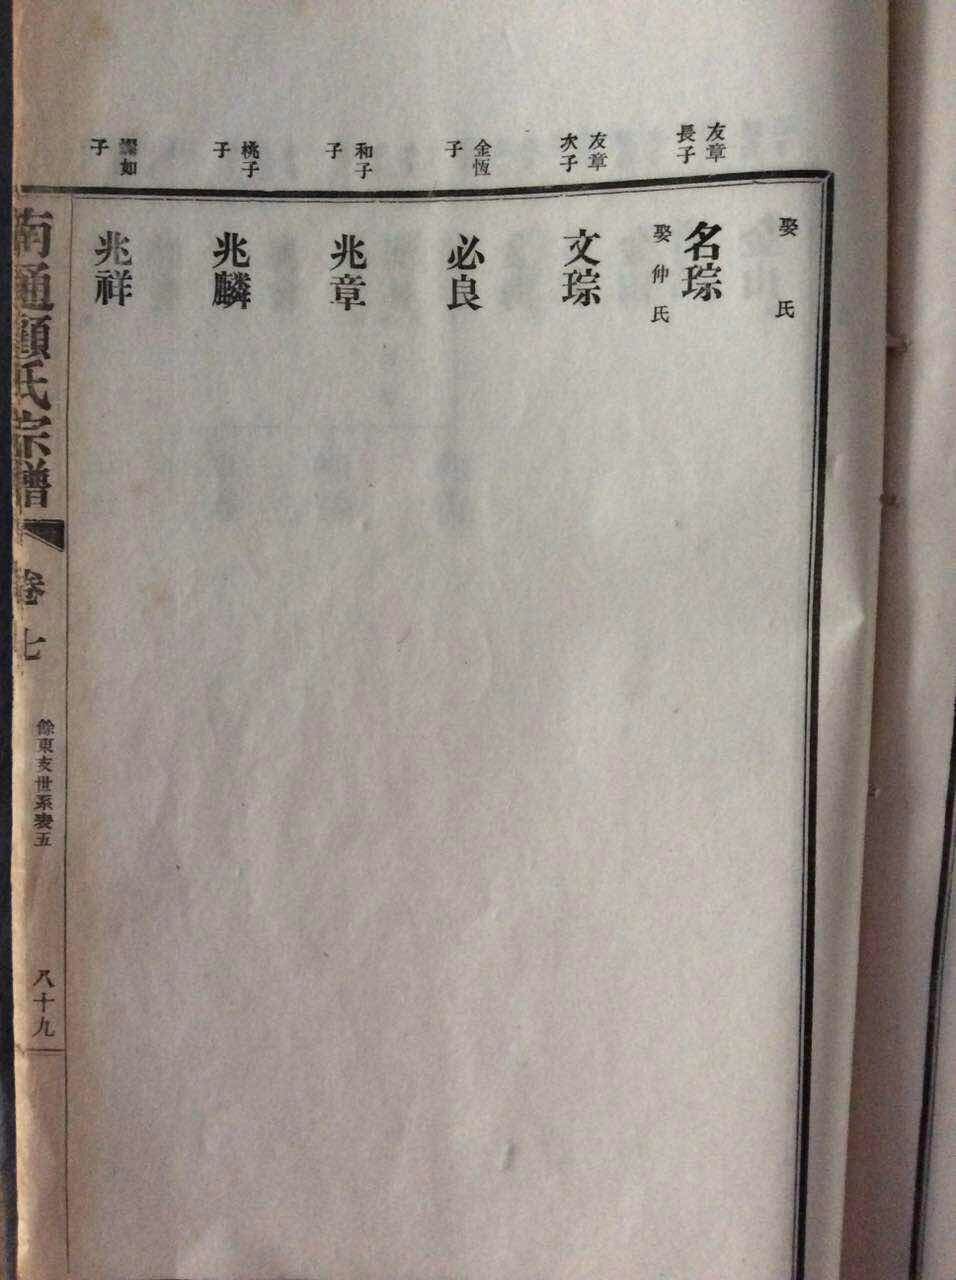 娶　氏
友章
長子
名琮
娶仲氏
友章
次子
文琮
金恆
子
必良
和子
子
兆章
桃子
子
兆麟
如
子
兆祥
南通顧氏宗譜
卷七
餘東支世系表五
八十九